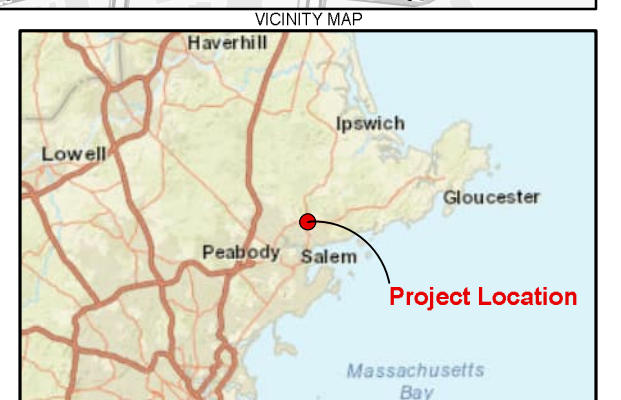 VICINITY MAP
Haverhill
Ipswich
Lowell
Gloucester
Peabody
Salem
Project Location
Massachusetts
Bay